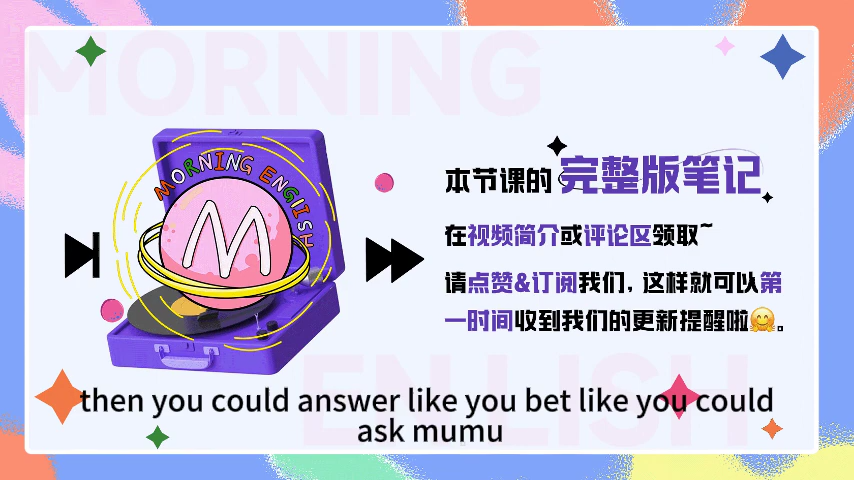 MORNING
MORNING ENGLISH
M
本节课的 完整版笔记
在视频简介或评论区领取~
请点赞&订阅我们，这样就可以第
一时间收到我们的更新提醒啦🤗。
ENLISH
then you could answer like you bet like you could
ask mumu